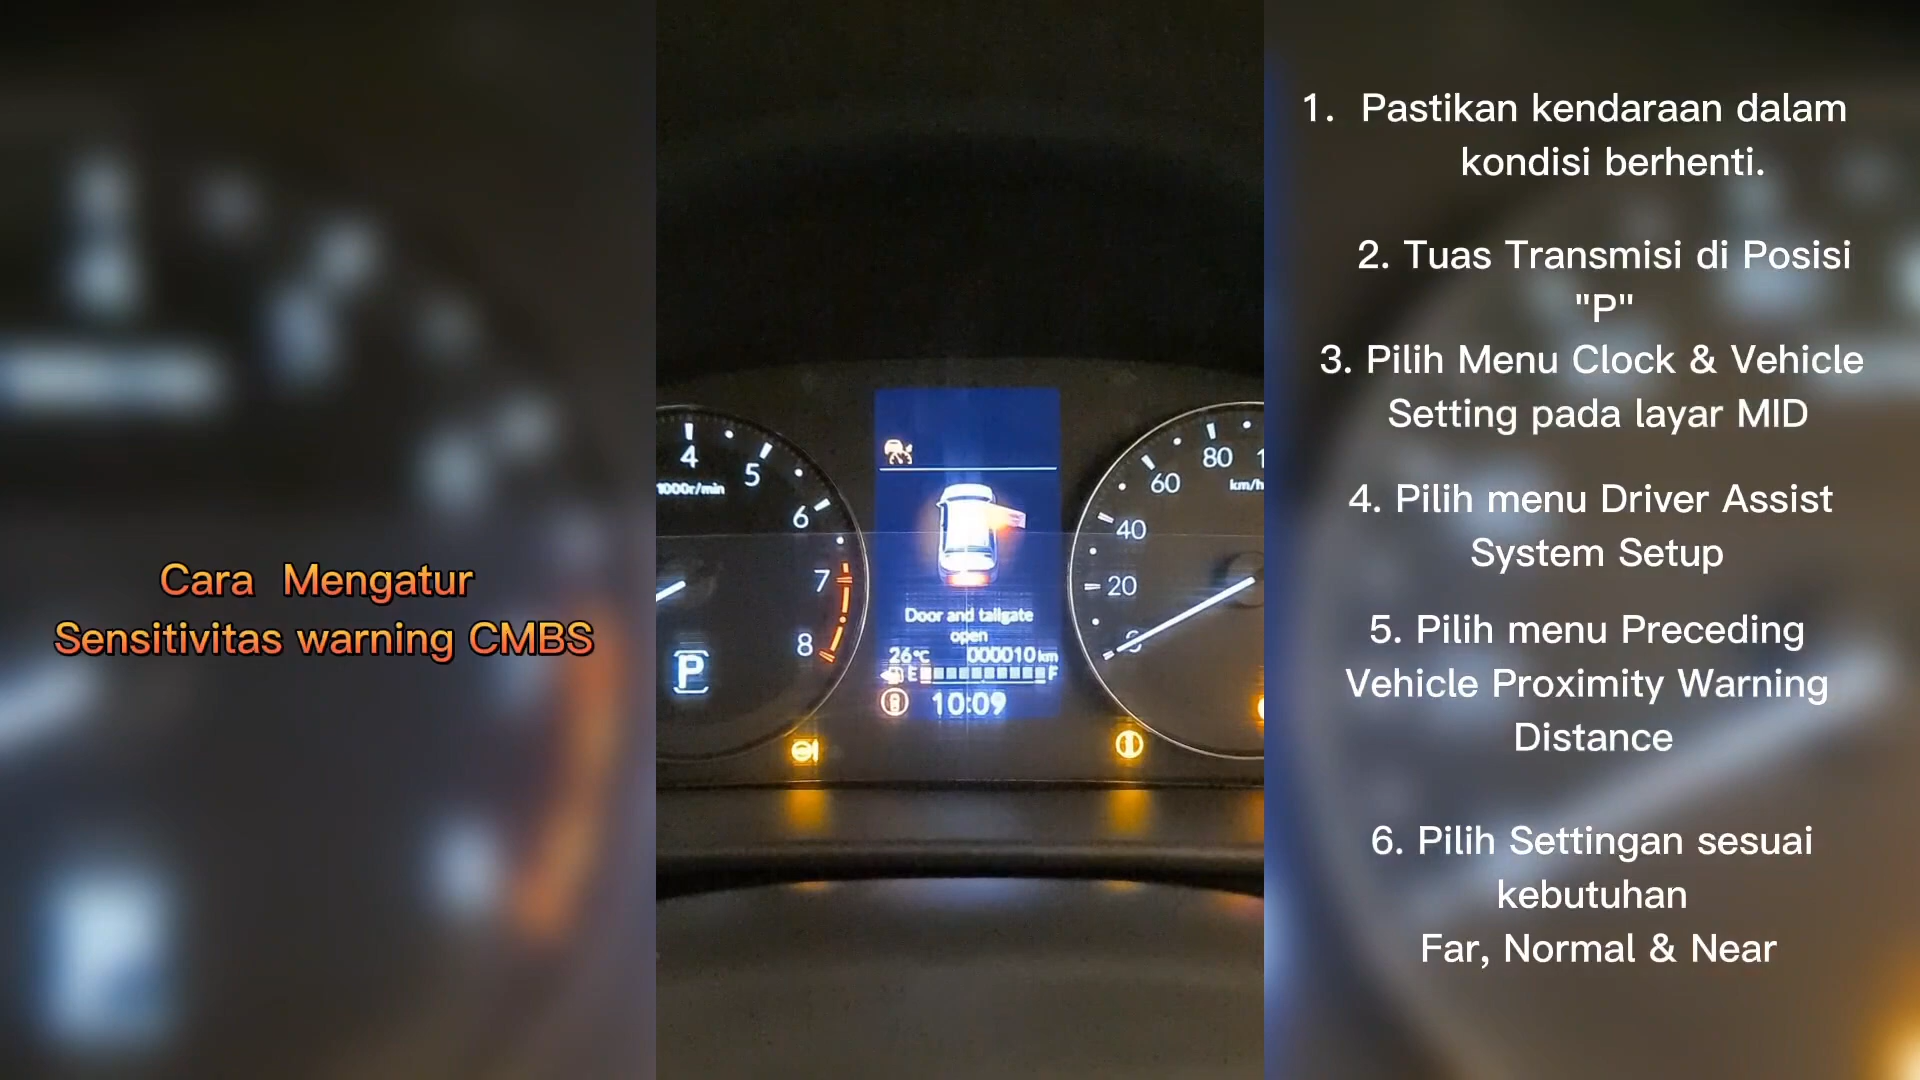 Cara Mengatur
Sensitivitas warning CMBS
4
5
1000r/min
6
7
8
P
Door and tailgate
open
26°C 000010 km
E F
10:09
80
60
km/h
40
20
1. Pastikan kendaraan dalam
kondisi berhenti.
2. Tuas Transmisi di Posisi
"P"
3. Pilih Menu Clock & Vehicle
Setting pada layar MID
4. Pilih menu Driver Assist
System Setup
5. Pilih menu Preceding
Vehicle Proximity Warning
Distance
6. Pilih Settingan sesuai
kebutuhan
Far, Normal & Near